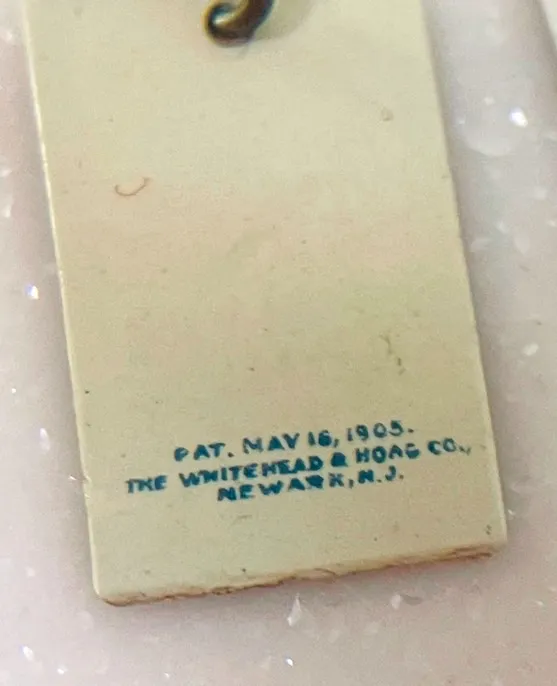 PAT. MAY 16, 1905.
THE WHITEHEAD & HOAG CO.,
NEWARK, N.J.